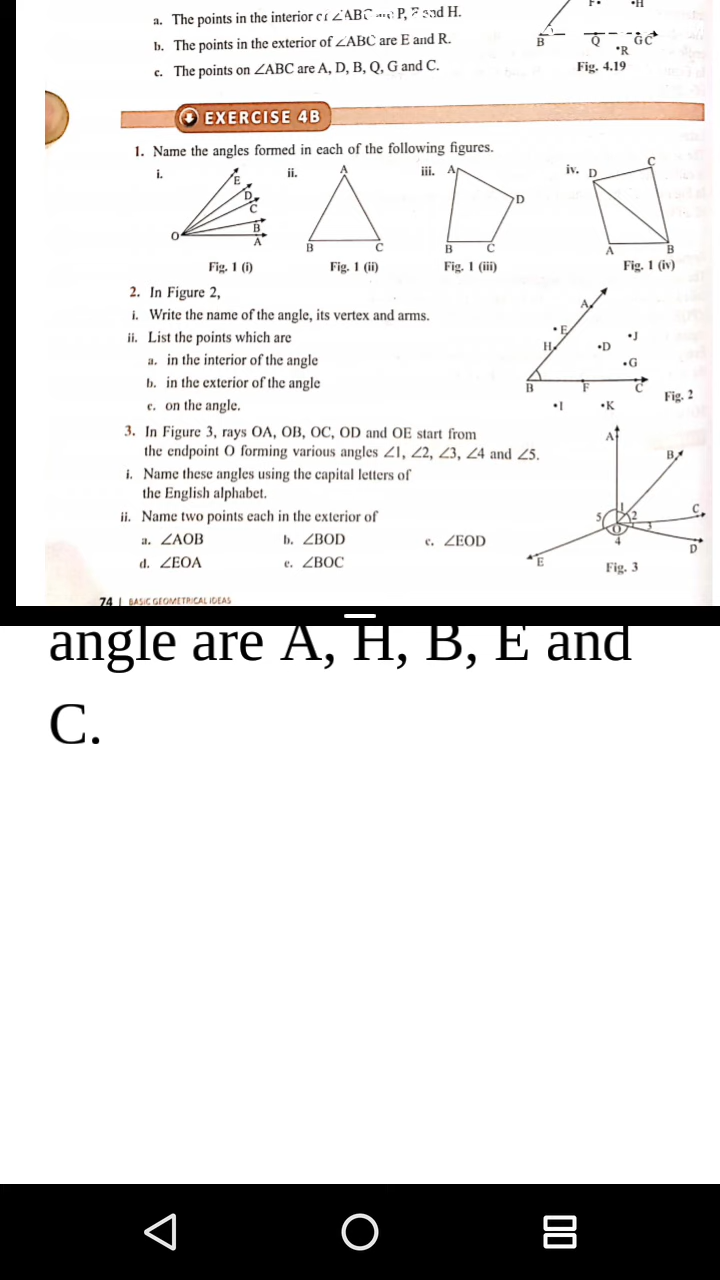 a. The points in the interior of ∠ABC are P, F and H.
b. The points in the exterior of ∠ABC are E and R.
c. The points on ∠ABC are A, D, B, Q, G and C.
F• •H
B Q G C
•R
Fig. 4.19
EXERCISE 4B
1. Name the angles formed in each of the following figures.
i. ii. iii. iv.
O E D C B A
A B C
A D B C
D C A B
Fig. 1 (i) Fig. 1 (ii) Fig. 1 (iii) Fig. 1 (iv)
2. In Figure 2,
i. Write the name of the angle, its vertex and arms.
ii. List the points which are
a. in the interior of the angle
b. in the exterior of the angle
c. on the angle.
A
•E •J
H •D
•G
B F C
•I •K
Fig. 2
3. In Figure 3, rays OA, OB, OC, OD and OE start from
the endpoint O forming various angles ∠1, ∠2, ∠3, ∠4 and ∠5.
i. Name these angles using the capital letters of
the English alphabet.
ii. Name two points each in the exterior of
a. ∠AOB b. ∠BOD c. ∠EOD
d. ∠EOA e. ∠BOC
A B
C
5 1 2
O 3
4 D
E
Fig. 3
74 | BASIC GEOMETRICAL IDEAS
angle are A, H, B, E and
C.